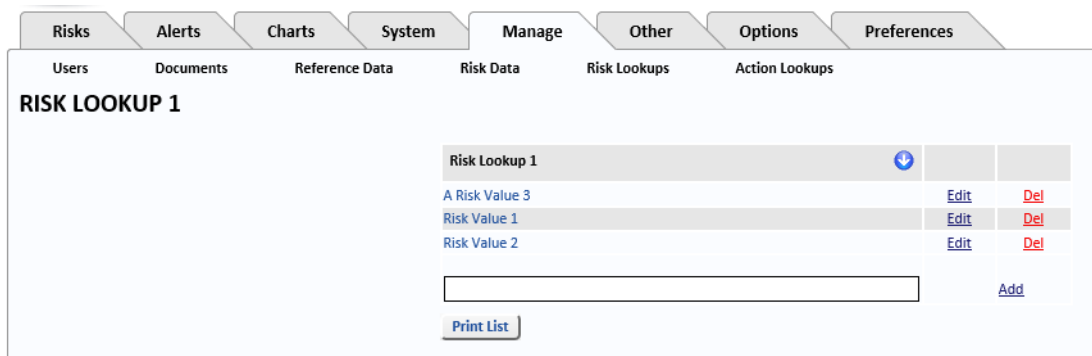 Risks Alerts Charts System Manage Other Options Preferences
Users Documents Reference Data Risk Data Risk Lookups Action Lookups
RISK LOOKUP 1
Risk Lookup 1
A Risk Value 3 Edit Del
Risk Value 1 Edit Del
Risk Value 2 Edit Del
Add
Print List